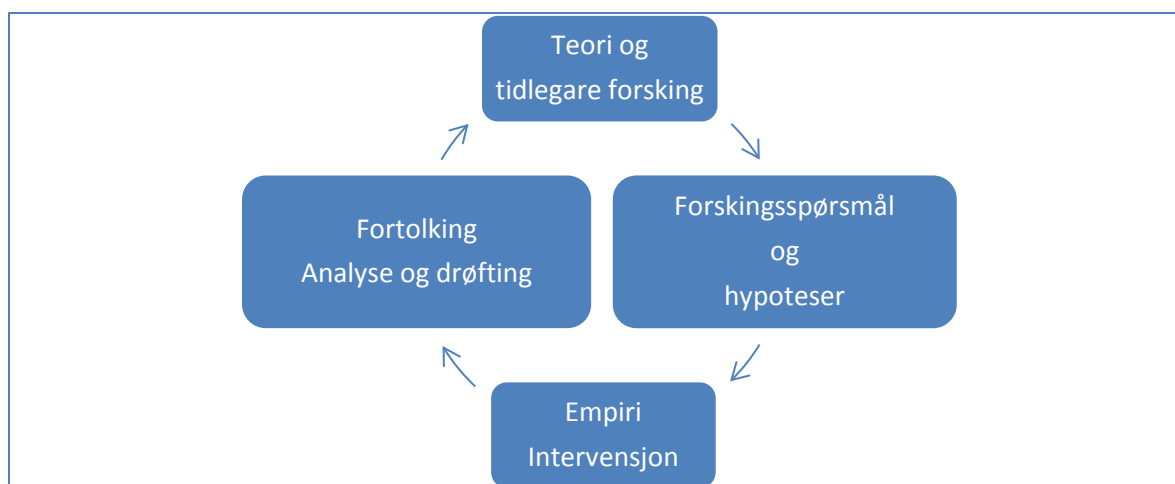 Teori og
tidlegare forsking
Forskingsspørsmål
og
hypoteser
Empiri
Intervensjon
Fortolking
Analyse og drøfting